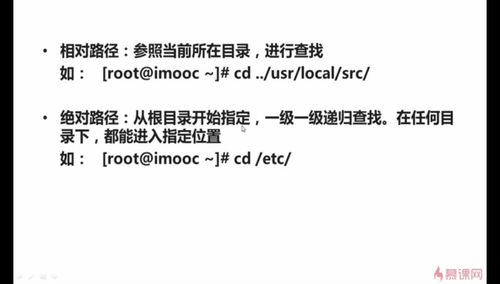 • 相对路径：参照当前所在目录，进行查找
如： [root@imooc ~]# cd ../usr/local/src/
• 绝对路径：从根目录开始指定，一级一级递归查找。在任何目
录下，都能进入指定位置
如： [root@imooc ~]# cd /etc/
慕课网